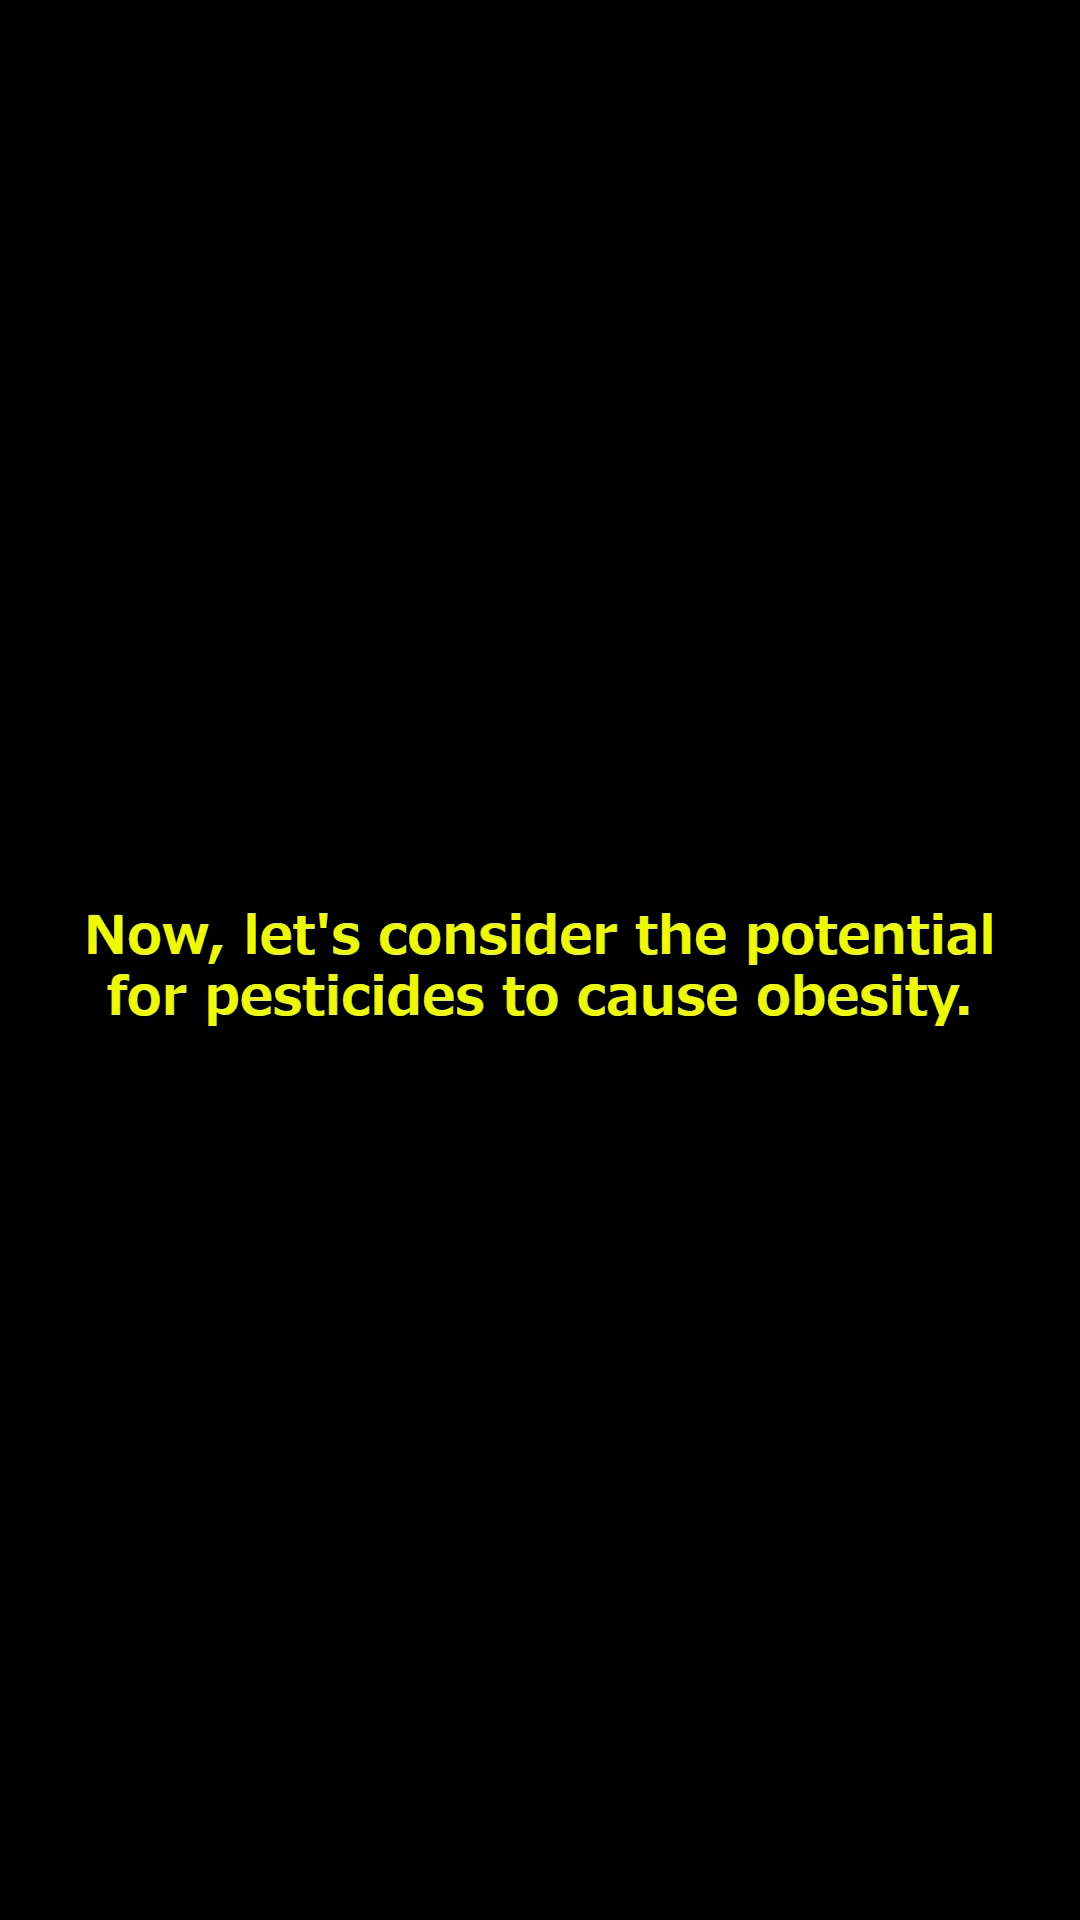 Now, let's consider the potential
for pesticides to cause obesity.